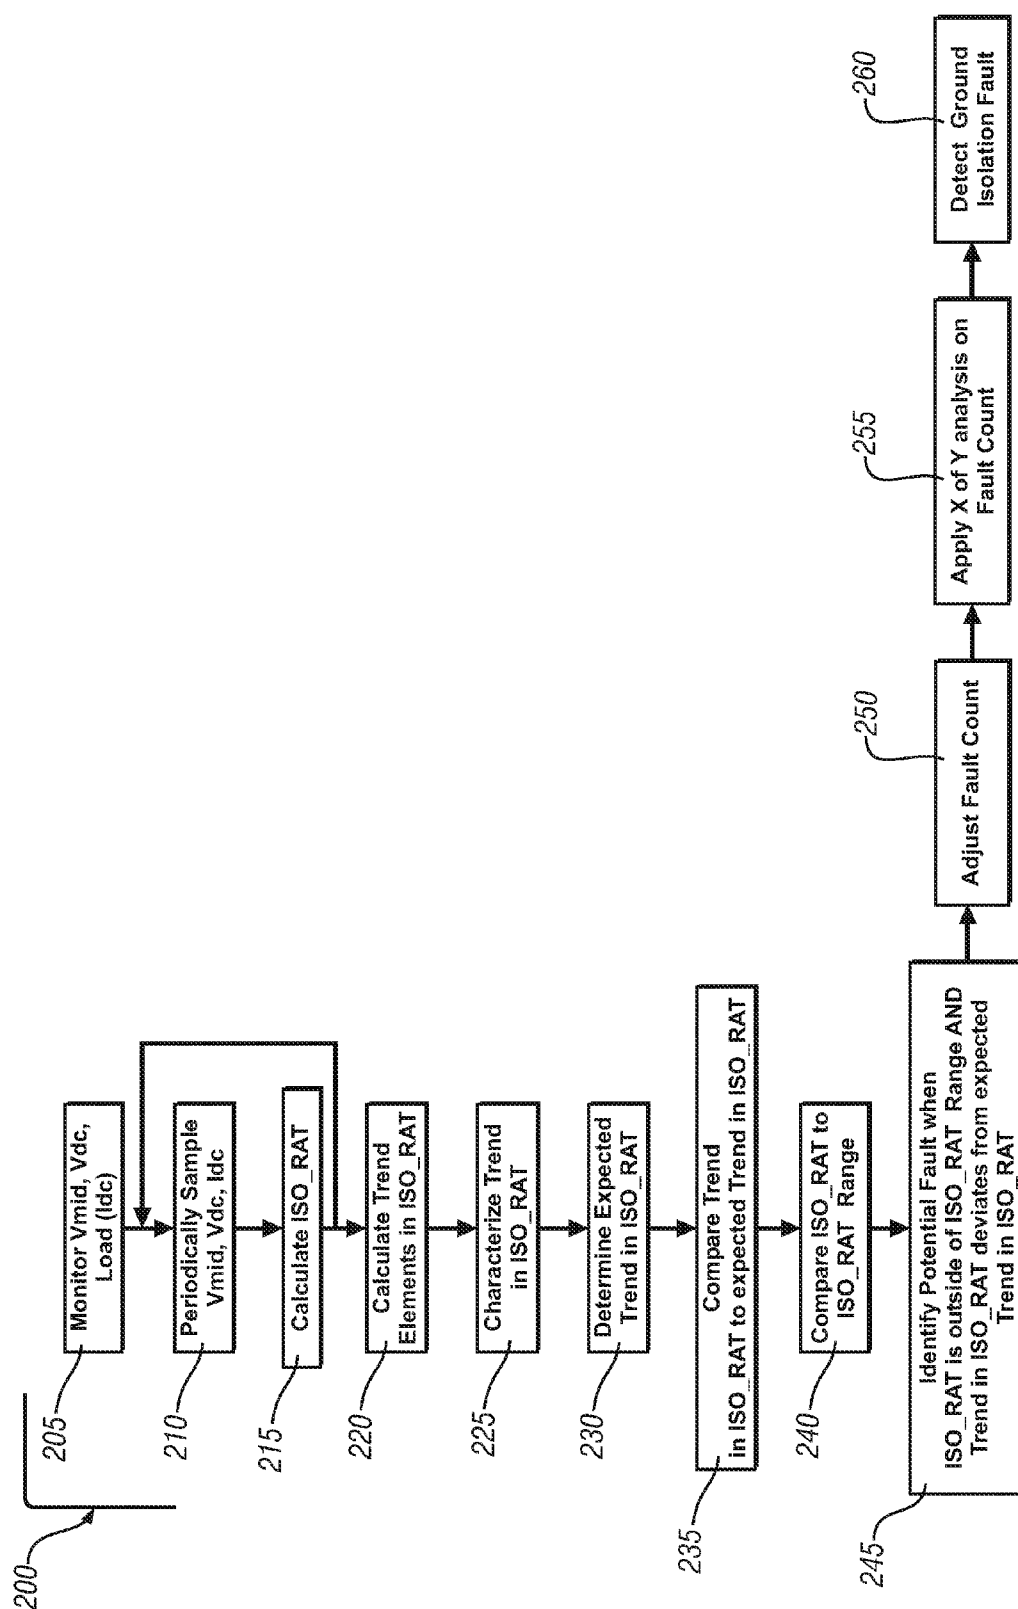 200
205
Monitor Vmid, Vdc,
Load (Idc)
210
Periodically Sample
Vmid, Vdc, Idc
215
Calculate ISO_RAT
220
Calculate Trend
Elements in ISO_RAT
225
Characterize Trend
in ISO_RAT
230
Determine Expected
Trend in ISO_RAT
235
Compare Trend
in ISO_RAT to expected Trend in ISO_RAT
240
Compare ISO_RAT to
ISO_RAT Range
245
Identify Potential Fault when
ISO_RAT is outside of ISO_RAT Range AND
Trend in ISO_RAT deviates from expected
Trend in ISO_RAT
250
Adjust Fault Count
255
Apply X of Y analysis on
Fault Count
260
Detect Ground
Isolation Fault